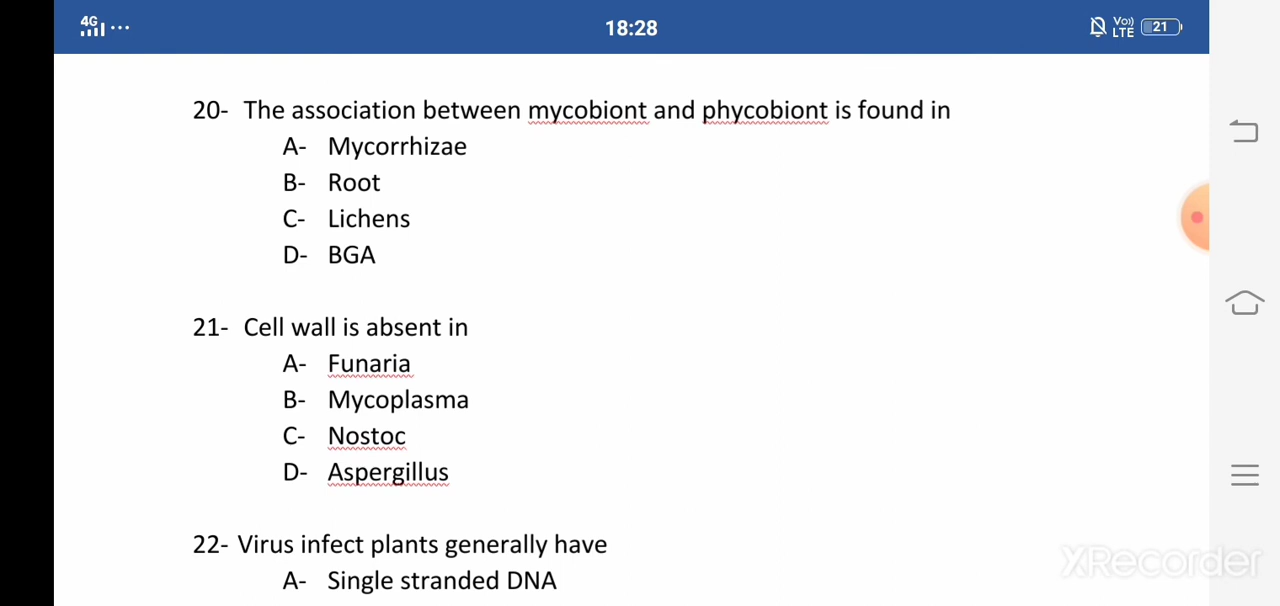 4G ... 18:28 Vo)) LTE 21
20- The association between mycobiont and phycobiont is found in
A- Mycorrhizae
B- Root
C- Lichens
D- BGA
21- Cell wall is absent in
A- Funaria
B- Mycoplasma
C- Nostoc
D- Aspergillus
22- Virus infect plants generally have
A- Single stranded DNA
XRecorder